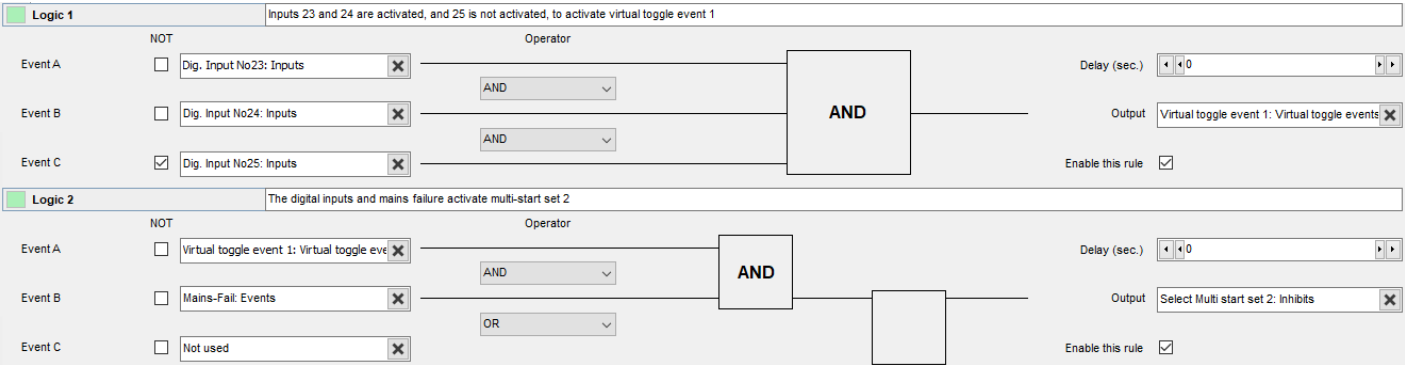 Logic 1 Inputs 23 and 24 are activated, and 25 is not activated, to activate virtual toggle event 1
NOT Operator
Event A Dig. Input No23: Inputs Delay (sec.) 0
AND
Event B Dig. Input No24: Inputs AND Output Virtual toggle event 1: Virtual toggle events
AND
Event C Dig. Input No25: Inputs Enable this rule
Logic 2 The digital inputs and mains failure activate multi-start set 2
NOT Operator
Event A Virtual toggle event 1: Virtual toggle eve Delay (sec.) 0
AND AND
Event B Mains-Fail: Events Output Select Multi start set 2: Inhibits
OR
Event C Not used Enable this rule